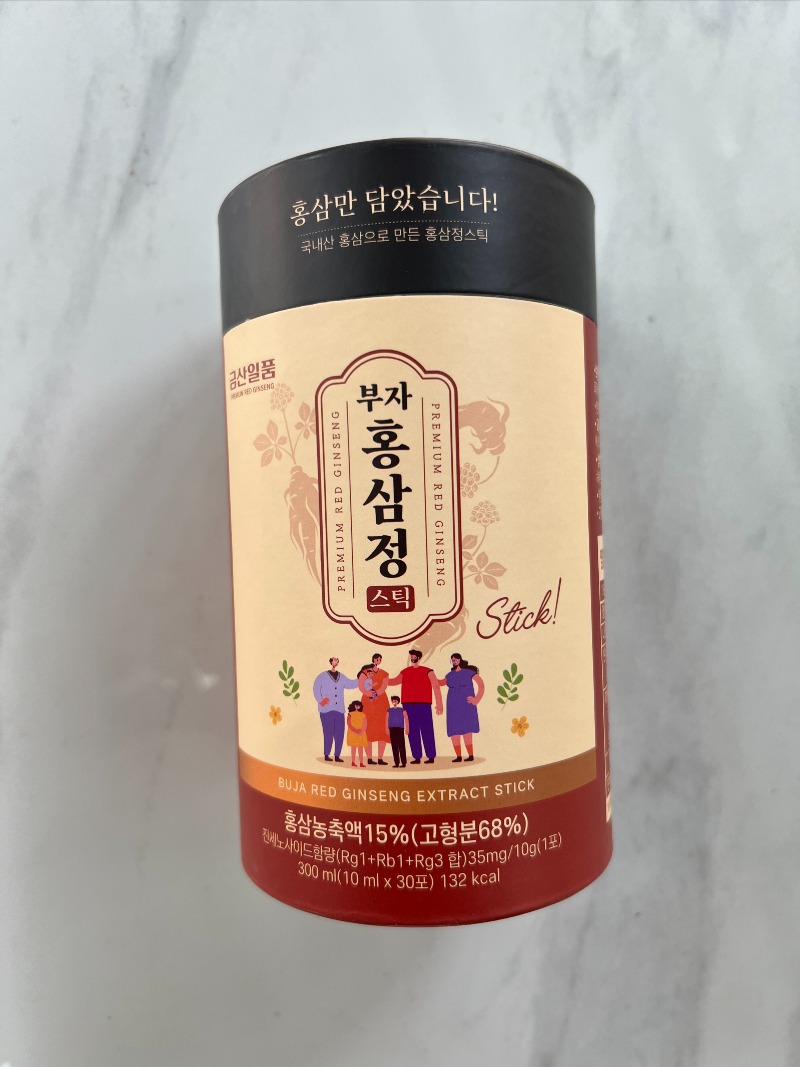 홍삼만 담았습니다!
국내산 홍삼으로 만든 홍삼정스틱
금산일품
PREMIUM RED GINSENG
부자
홍삼정
스틱
PREMIUM RED GINSENG
PREMIUM RED GINSENG
Stick!
BUJA RED GINSENG EXTRACT STICK
홍삼농축액15%(고형분68%)
진세노사이드함량(Rg1+Rb1+Rg3 합)35mg/10g(1포)
300 ml(10 ml x 30포) 132 kcal